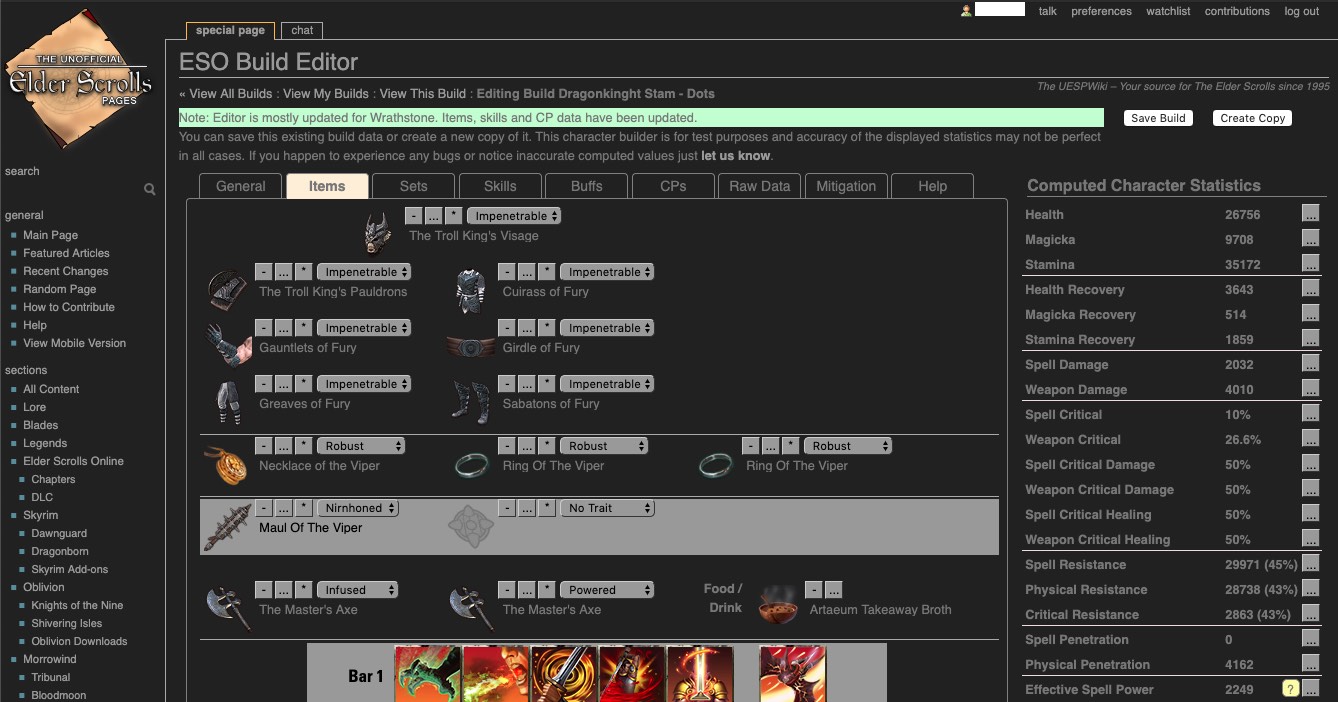 talk preferences watchlist contributions log out
special page chat
THE UNOFFICIAL
Elder Scrolls
PAGES
ESO Build Editor
The UESPWiki – Your source for The Elder Scrolls since 1995
« View All Builds : View My Builds : View This Build : Editing Build Dragonkinght Stam - Dots
Note: Editor is mostly updated for Wrathstone. Items, skills and CP data have been updated.
Save Build Create Copy
You can save this existing build data or create a new copy of it. This character builder is for test purposes and accuracy of the displayed statistics may not be perfect
in all cases. If you happen to experience any bugs or notice inaccurate computed values just let us know.
search
general
Main Page
Featured Articles
Recent Changes
Random Page
How to Contribute
Help
View Mobile Version
sections
All Content
Lore
Blades
Legends
Elder Scrolls Online
Chapters
DLC
Skyrim
Dawnguard
Dragonborn
Skyrim Add-ons
Oblivion
Knights of the Nine
Shivering Isles
Oblivion Downloads
Morrowind
Tribunal
Bloodmoon
General Items Sets Skills Buffs CPs Raw Data Mitigation Help
- ... * Impenetrable
The Troll King's Visage
- ... * Impenetrable - ... * Impenetrable
The Troll King's Pauldrons Cuirass of Fury
- ... * Impenetrable - ... * Impenetrable
Gauntlets of Fury Girdle of Fury
- ... * Impenetrable - ... * Impenetrable
Greaves of Fury Sabatons of Fury
- ... * Robust - ... * Robust - ... * Robust
Necklace of the Viper Ring Of The Viper Ring Of The Viper
- ... * Nirnhoned - ... * No Trait
Maul Of The Viper
- ... * Infused - ... * Powered Food / Drink - ...
The Master's Axe The Master's Axe Artaeum Takeaway Broth
Bar 1
Computed Character Statistics
Health 26756 ...
Magicka 9708 ...
Stamina 35172 ...
Health Recovery 3643 ...
Magicka Recovery 514 ...
Stamina Recovery 1859 ...
Spell Damage 2032 ...
Weapon Damage 4010 ...
Spell Critical 10% ...
Weapon Critical 26.6% ...
Spell Critical Damage 50% ...
Weapon Critical Damage 50% ...
Spell Critical Healing 50% ...
Weapon Critical Healing 50% ...
Spell Resistance 29971 (45%) ...
Physical Resistance 28738 (43%) ...
Critical Resistance 2863 (43%) ...
Spell Penetration 0 ...
Physical Penetration 4162 ...
Effective Spell Power 2249 ? ...